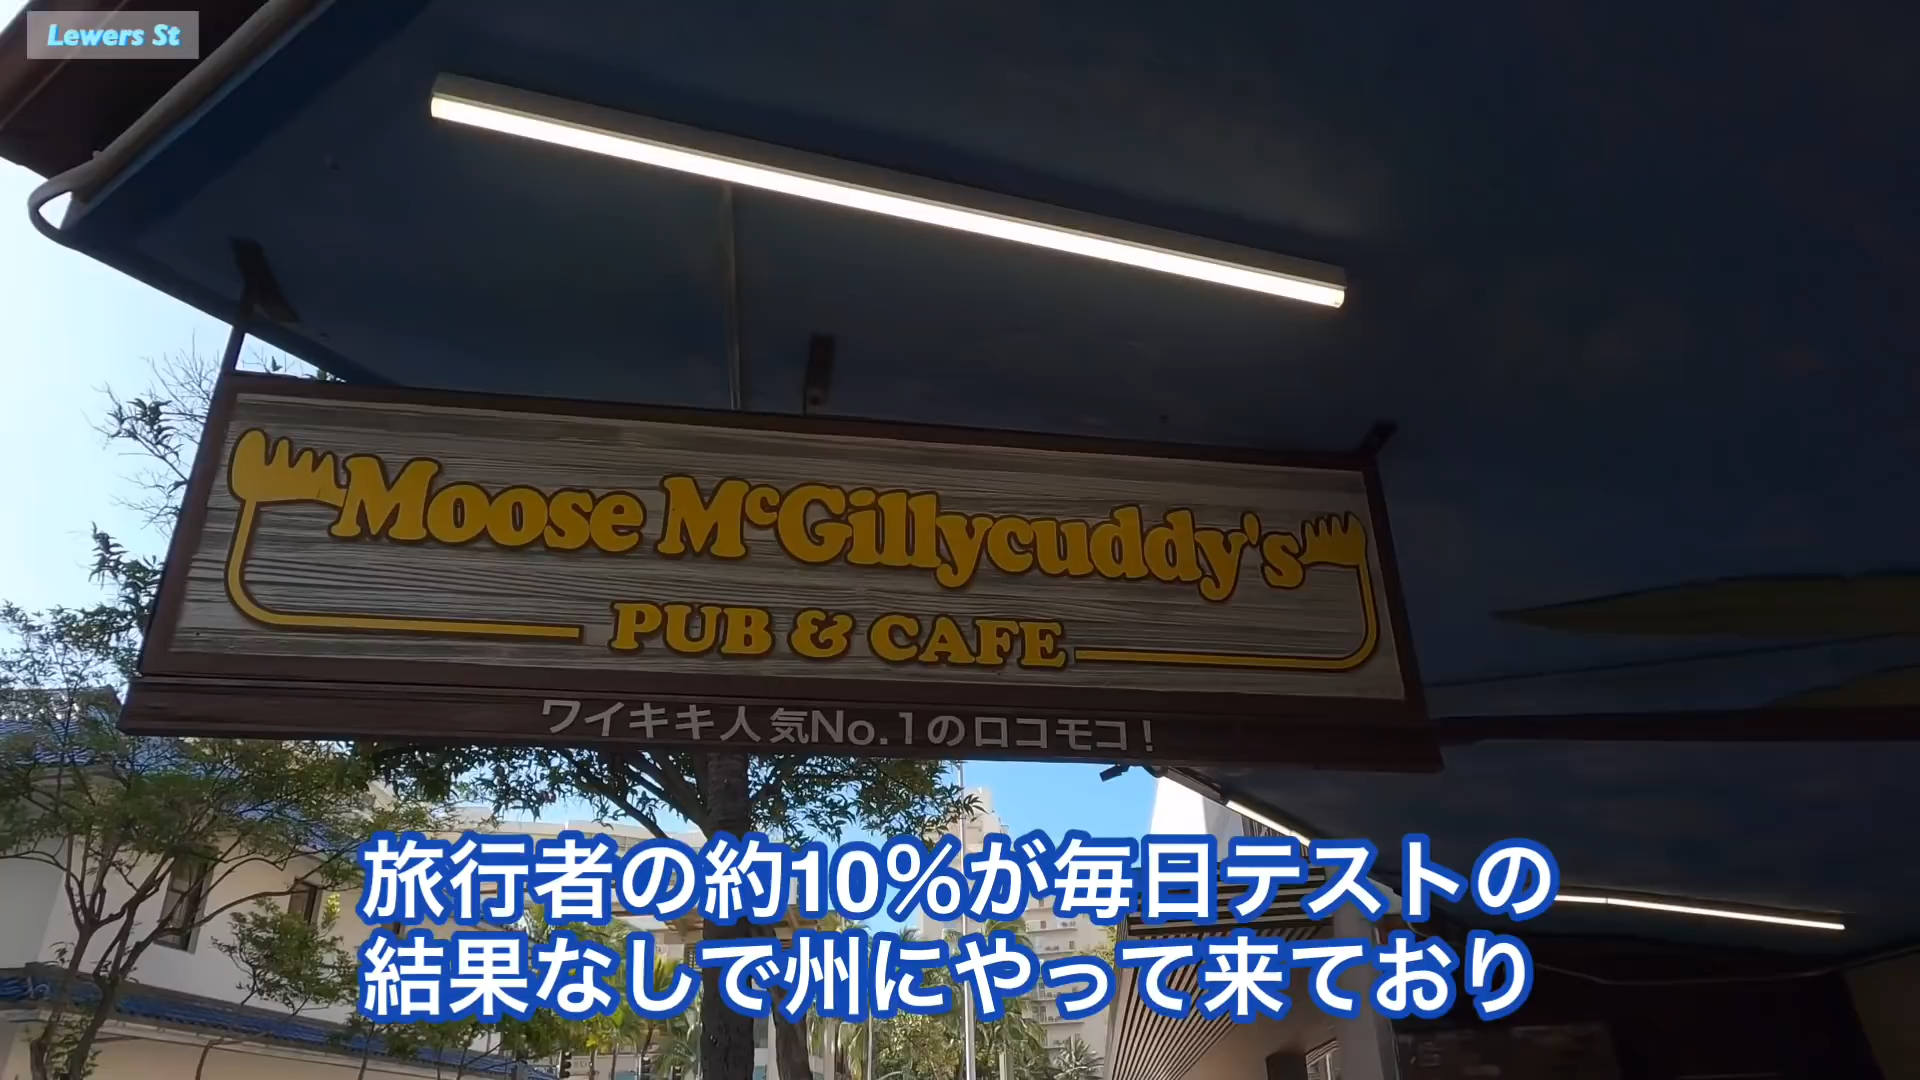 Lewers St
Moose McGillycuddy's
PUB & CAFE
ワイキキ人気No.1のロコモコ!
旅行者の約10%が毎日テストの
結果なしで州にやって来ており